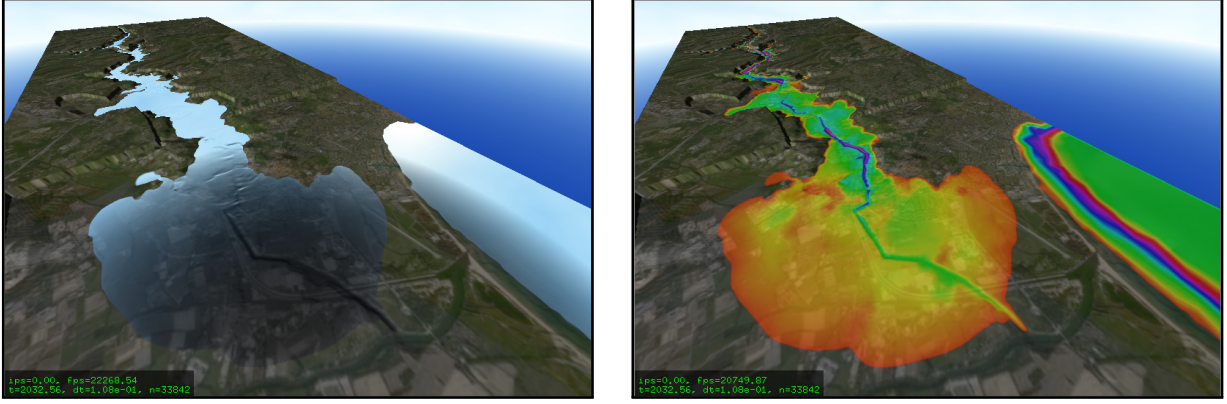 ips=0.00, fps=22268.54
t=2032.56, dt=1.08e-01, n=33842
ips=0.00, fps=20749.87
t=2032.56, dt=1.08e-01, n=33842